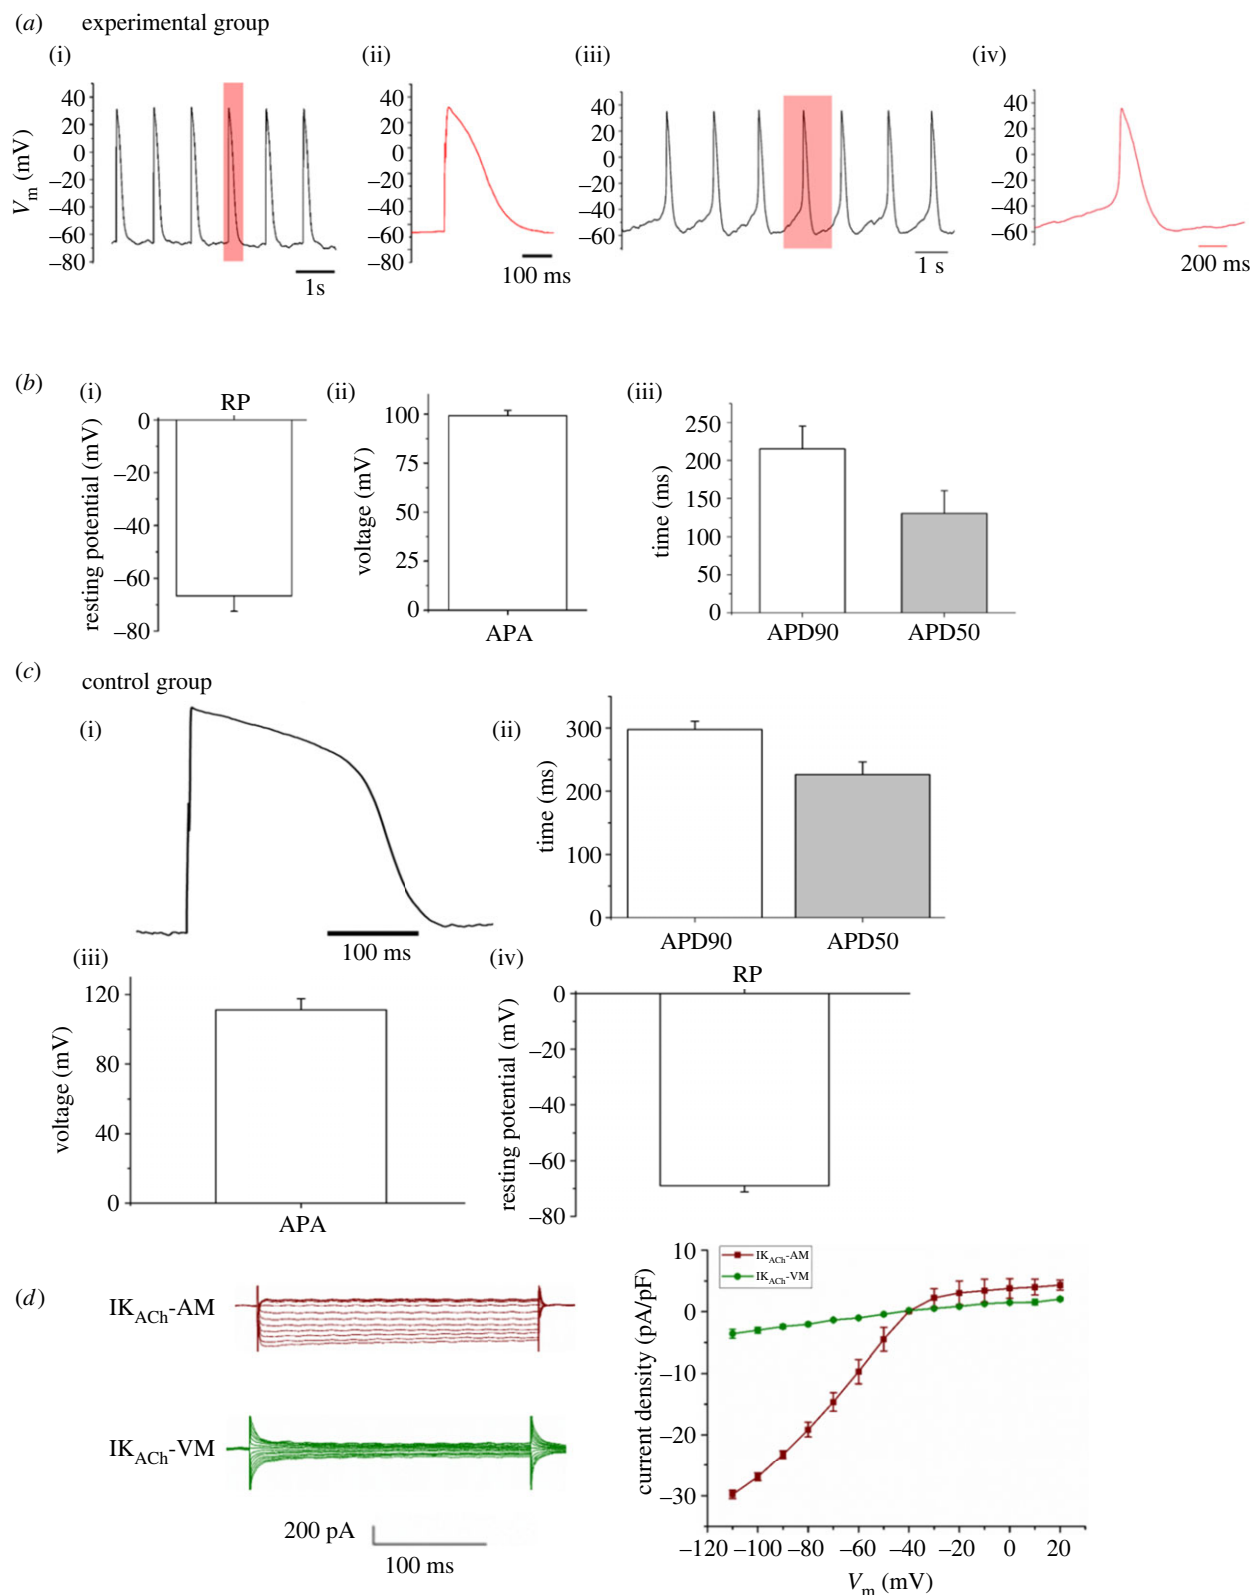 (a) experimental group
(i) (ii) (iii) (iv)
40 40 40 40
20 20 20 20
0 0 0 0
–20 –20 –20 –20
–40 –40 –40 –40
–60 –60 –60 –60
–80 –80
Vm (mV)
1s
100 ms
1 s
200 ms
(b)
(i) (ii) (iii)
RP
0
–20
–40
–60
–80
resting potential (mV)
100
75
50
25
0
voltage (mV)
APA
250
200
150
100
50
0
time (ms)
APD90 APD50
(c) control group
(i) (ii)
100 ms
300
200
100
0
time (ms)
APD90 APD50
(iii) (iv)
120
80
40
0
voltage (mV)
APA
RP
0
–20
–40
–60
–80
resting potential (mV)
(d)
IKACh-AM
IKACh-VM
200 pA
100 ms
IKACh-AM
IKACh-VM
10
0
–10
–20
–30
current density (pA/pF)
–120 –100 –80 –60 –40 –20 0 20
Vm (mV)